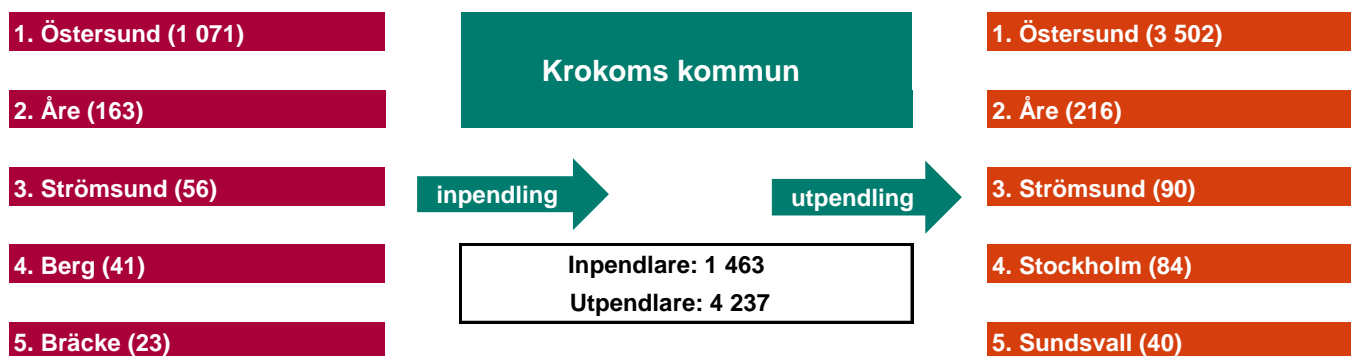 1. Östersund (1 071)
2. Åre (163)
3. Strömsund (56)
4. Berg (41)
5. Bräcke (23)
Krokoms kommun
inpendling
utpendling
Inpendlare: 1 463
Utpendlare: 4 237
1. Östersund (3 502)
2. Åre (216)
3. Strömsund (90)
4. Stockholm (84)
5. Sundsvall (40)